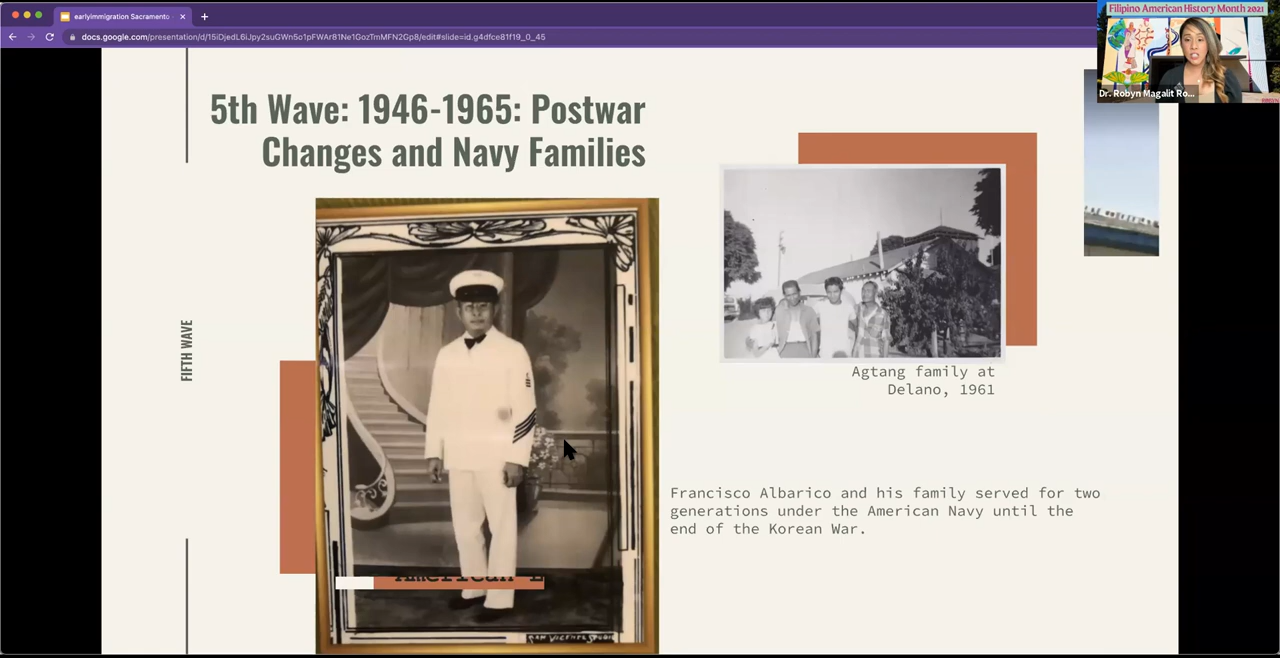 earlyimmigration Sacramento
docs.google.com/presentation/d/15iDjedL6iJpy2suGWn5o1pFWAr81Ne1GozTmMFN2Gp8/edit#slide=id.g4dfce81f19_0_45
Filipino American History Month 2021
Dr. Robyn Magalit Ro...
5th Wave: 1946-1965: Postwar
Changes and Navy Families
FIFTH WAVE
Agtang family at
Delano, 1961
Francisco Albarico and his family served for two
generations under the American Navy until the
end of the Korean War.
American